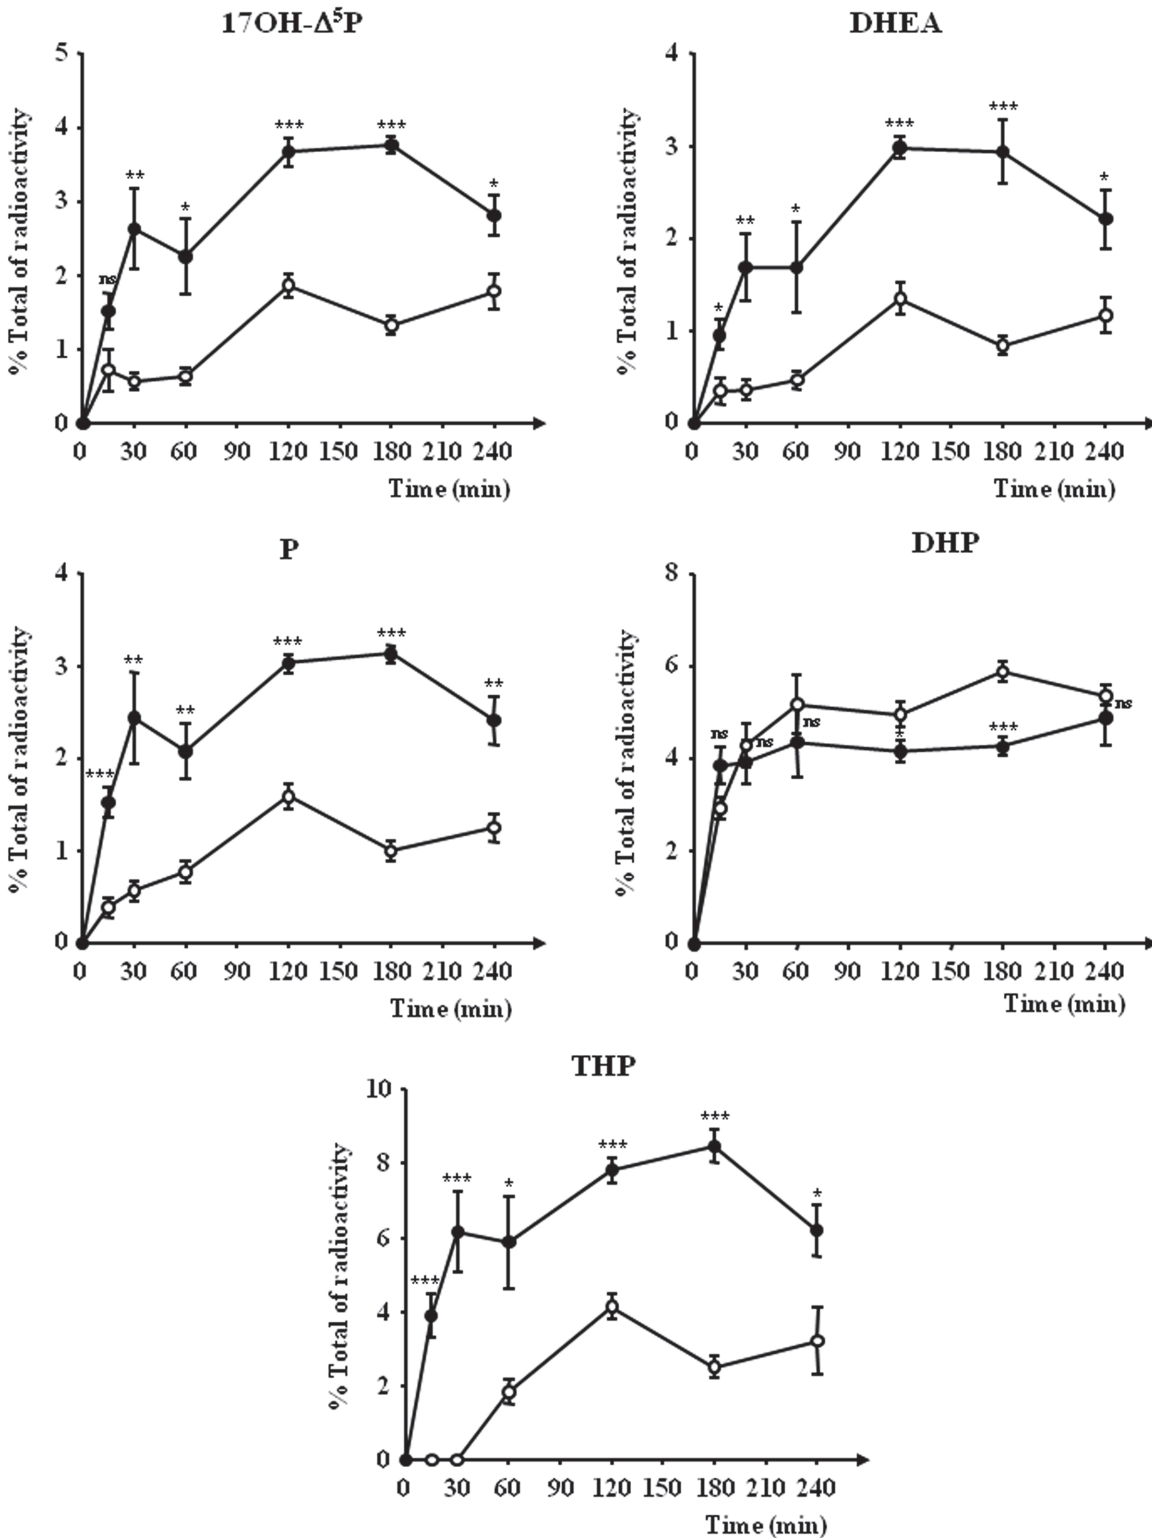 17OH-Δ⁵P
% Total of radioactivity
5
4
3
2
1
0
ns
**
*
***
***
*
0 30 60 90 120 150 180 210 240
Time (min)
DHEA
% Total of radioactivity
4
3
2
1
0
*
**
*
***
***
*
0 30 60 90 120 150 180 210 240
Time (min)
P
% Total of radioactivity
4
3
2
1
0
***
**
**
***
***
**
0 30 60 90 120 150 180 210 240
Time (min)
DHP
% Total of radioactivity
8
6
4
2
0
ns
ns
ns
*
***
ns
0 30 60 90 120 150 180 210 240
Time (min)
THP
% Total of radioactivity
10
8
6
4
2
0
***
***
*
***
***
*
0 30 60 90 120 150 180 210 240
Time (min)